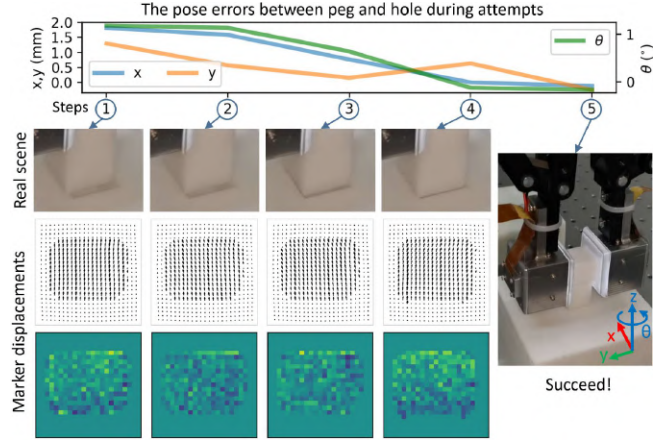 The pose errors between peg and hole during attempts
x,y (mm)
2.0
1.5
1.0
0.5
0.0
x
y
θ
1
0
θ (°)
Steps
1
2
3
4
5
Real scene
Marker displacements
z
θ
x
y
Succeed!